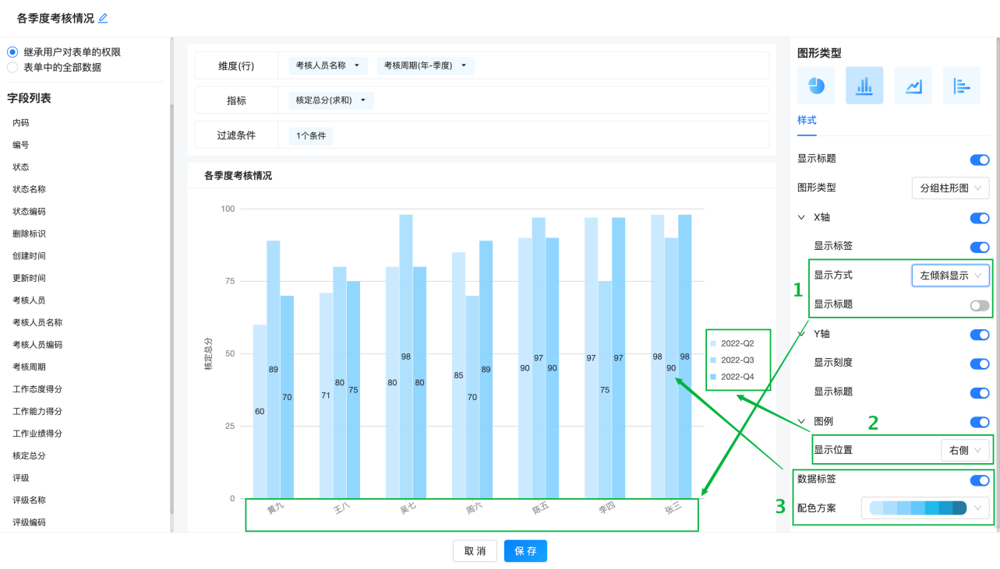 各季度考核情况
继承用户对表单的权限
表单中的全部数据
字段列表
内码
编号
状态
状态名称
状态编码
删除标识
创建时间
更新时间
考核人员
考核人员名称
考核人员编码
考核周期
工作态度得分
工作能力得分
工作业绩得分
核定总分
评级
评级名称
评级编码
维度(行) 考核人员名称 考核周期(年-季度)
指标 核定总分(求和)
过滤条件 1个条件
各季度考核情况
100
75
50
25
0
核定总分
60 89 70
71 80 75
80 98 80
85 70 89
90 97 90
97 75 97
98 90 98
黄九 王八 吴七 周六 陈五 李四 张三
2022-Q2
2022-Q3
2022-Q4
图形类型
样式
显示标题
图形类型 分组柱形图
X轴
显示标签
1
显示方式 左倾斜显示
显示标题
Y轴
显示刻度
显示标题
图例
2
显示位置 右侧
3
数据标签
配色方案
取 消 保 存